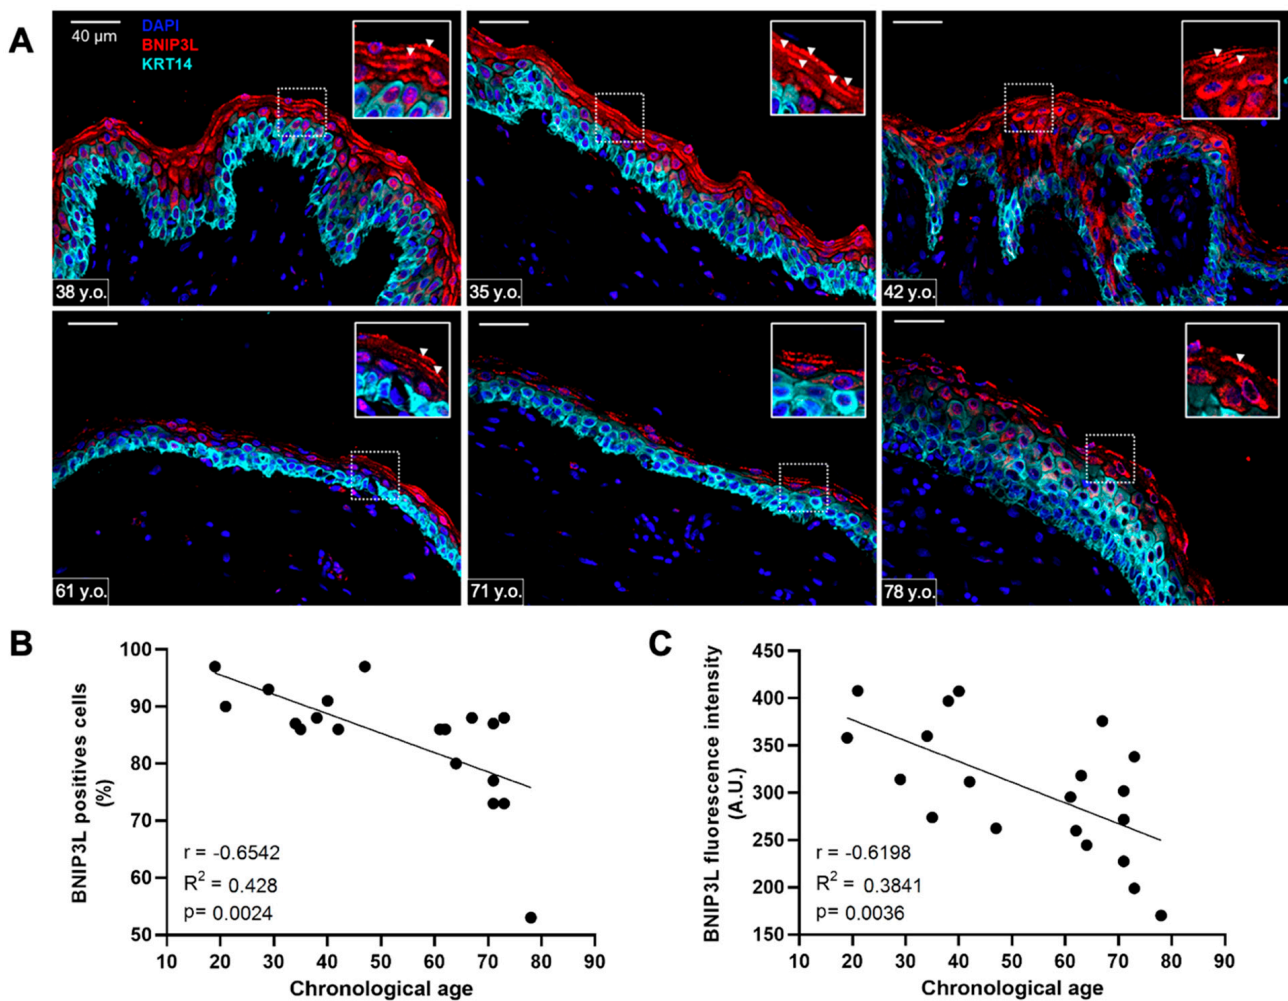 A
40 µm
DAPI
BNIP3L
KRT14
38 y.o.
35 y.o.
42 y.o.
61 y.o.
71 y.o.
78 y.o.
B
BNIP3L positives cells
(%)
100
90
80
70
60
50
r = -0.6542
R² = 0.428
p= 0.0024
10 20 30 40 50 60 70 80 90
Chronological age
C
BNIP3L fluorescence intensity
(A.U.)
450
400
350
300
250
200
150
r = -0.6198
R² = 0.3841
p= 0.0036
10 20 30 40 50 60 70 80 90
Chronological age